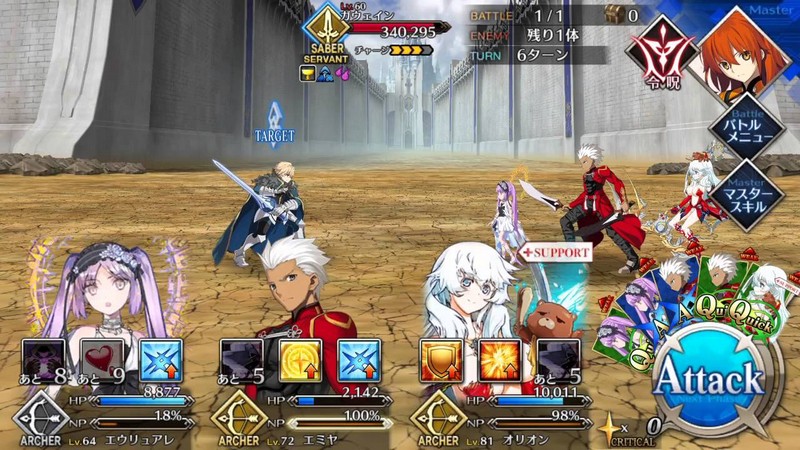 Lv.60
ガウェイン
340,295
チャージ
SABER
SERVANT
BATTLE 1/1
0
ENEMY 残り1体
TURN 6ターン
Master
令呪
Battle
バトル
メニュー
Master
マスター
スキル
TARGET
+SUPPORT
あと8
あと9
HP 8,877
NP 18%
ARCHER
Lv.64 エウリュアレ
あと5
HP 2,142
NP 100%
ARCHER
Lv.72 エミヤ
あと5
HP 10,011
NP 98%
ARCHER
Lv.81 オリオン
Quick
Attack
x 0
CRITICAL